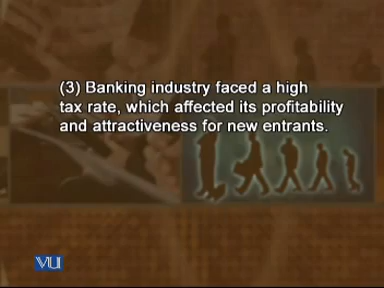 (3) Banking industry faced a high
tax rate, which affected its profitability
and attractiveness for new entrants.
VU